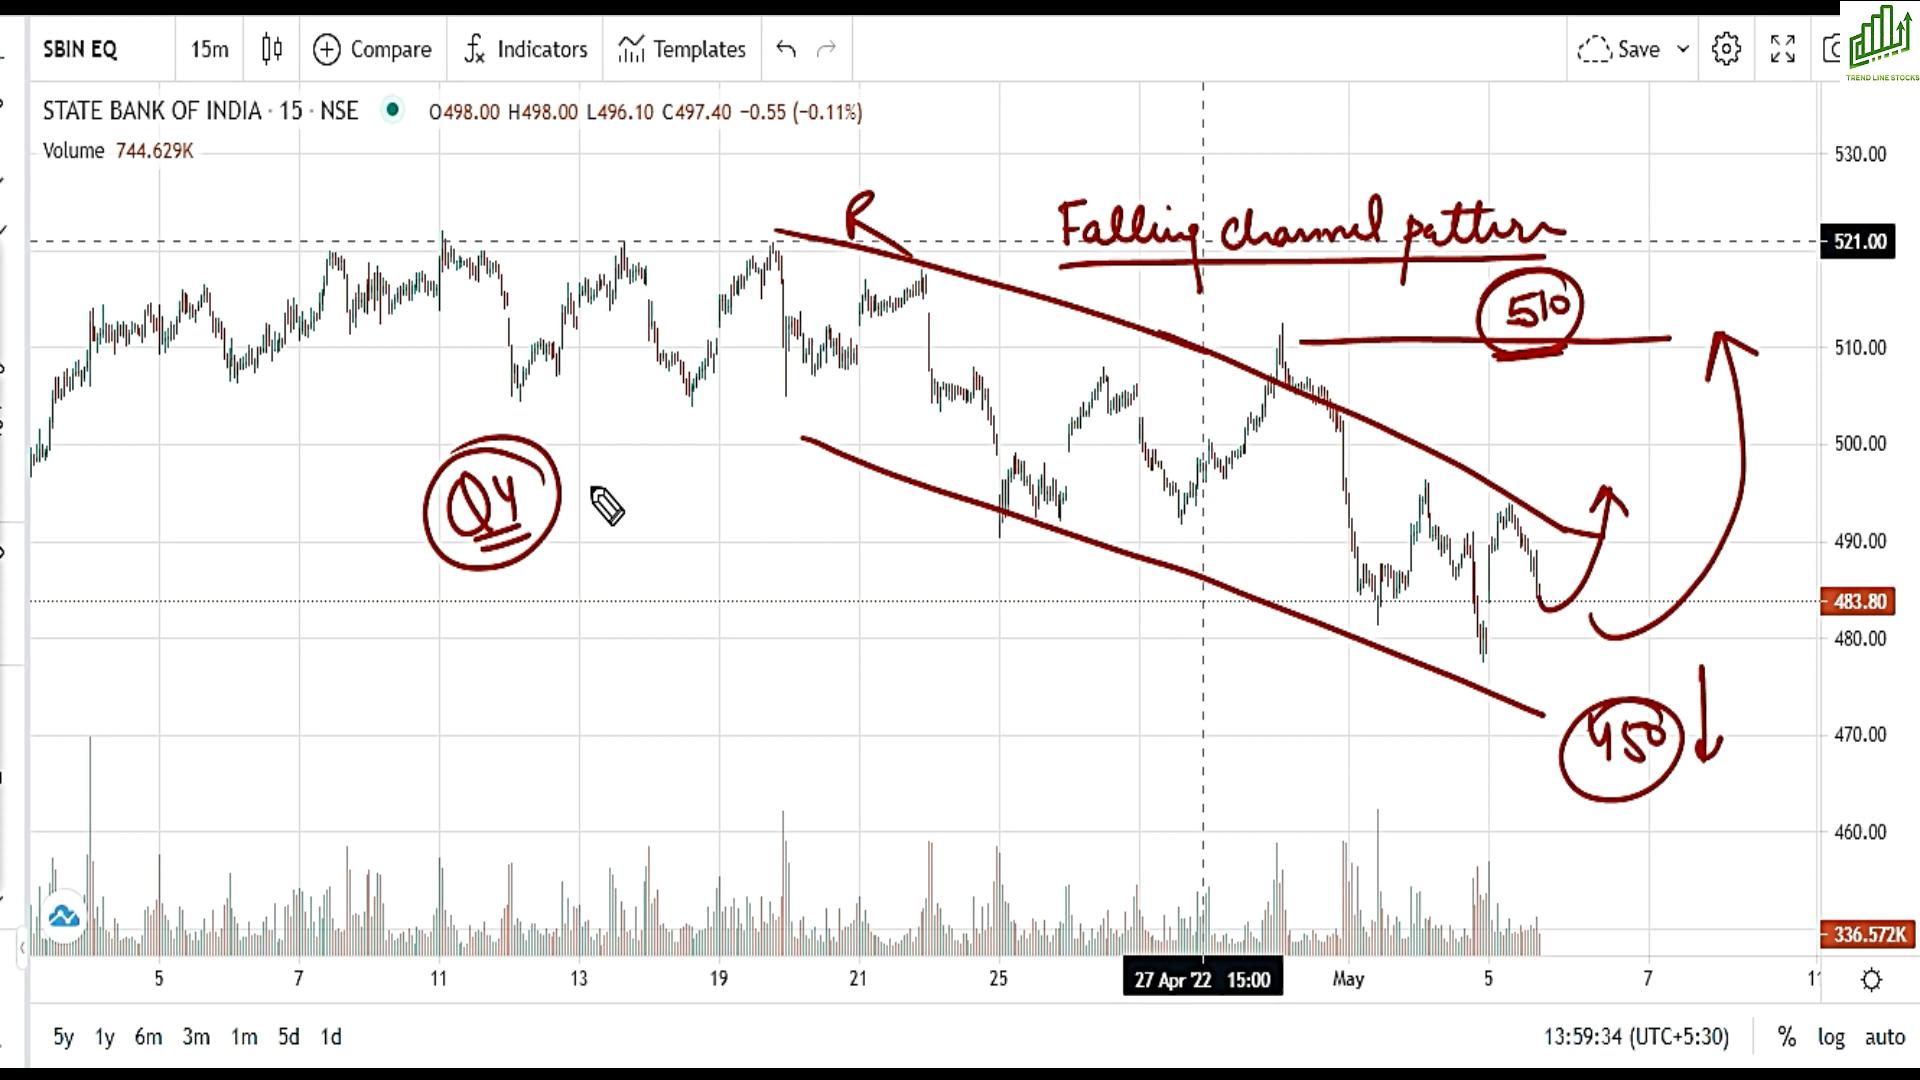 SBIN EQ 15m Compare Indicators Templates Save
TREND LINE STOCKS
STATE BANK OF INDIA · 15 · NSE O498.00 H498.00 L496.10 C497.40 −0.55 (−0.11%)
Volume 744.629K
530.00
R
Falling channel pattern
521.00
510
510.00
500.00
Q4
490.00
483.80
480.00
450
470.00
460.00
336.572K
5 7 11 13 19 21 25 27 Apr '22 15:00 May 5 7
5y 1y 6m 3m 1m 5d 1d 13:59:34 (UTC+5:30) % log auto